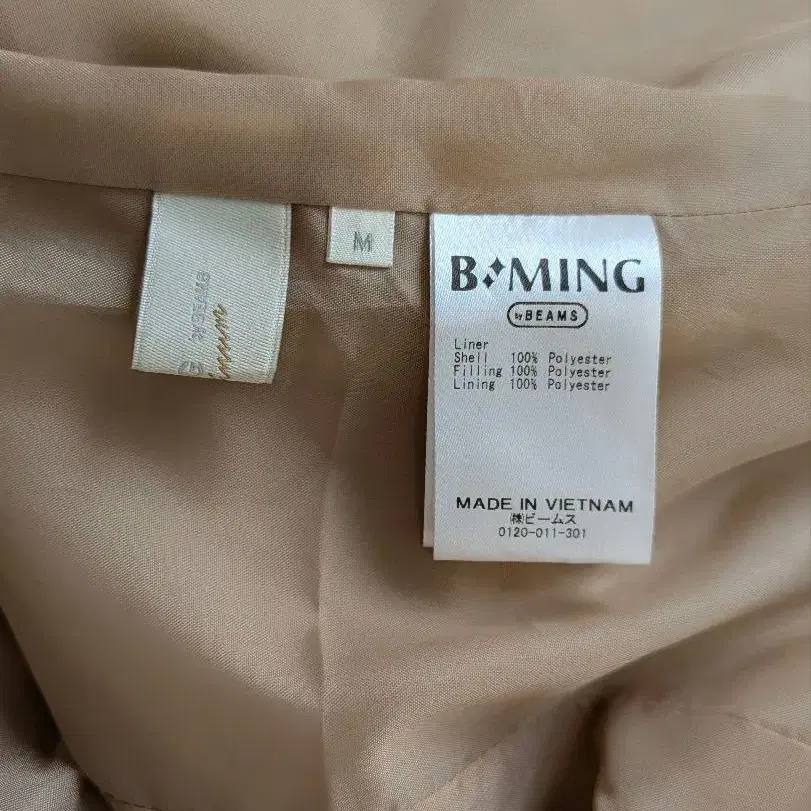 M
B MING
by BEAMS
Liner
Shell 100% Polyester
Filling 100% Polyester
Lining 100% Polyester
MADE IN VIETNAM
㈱ビームス
0120-011-301